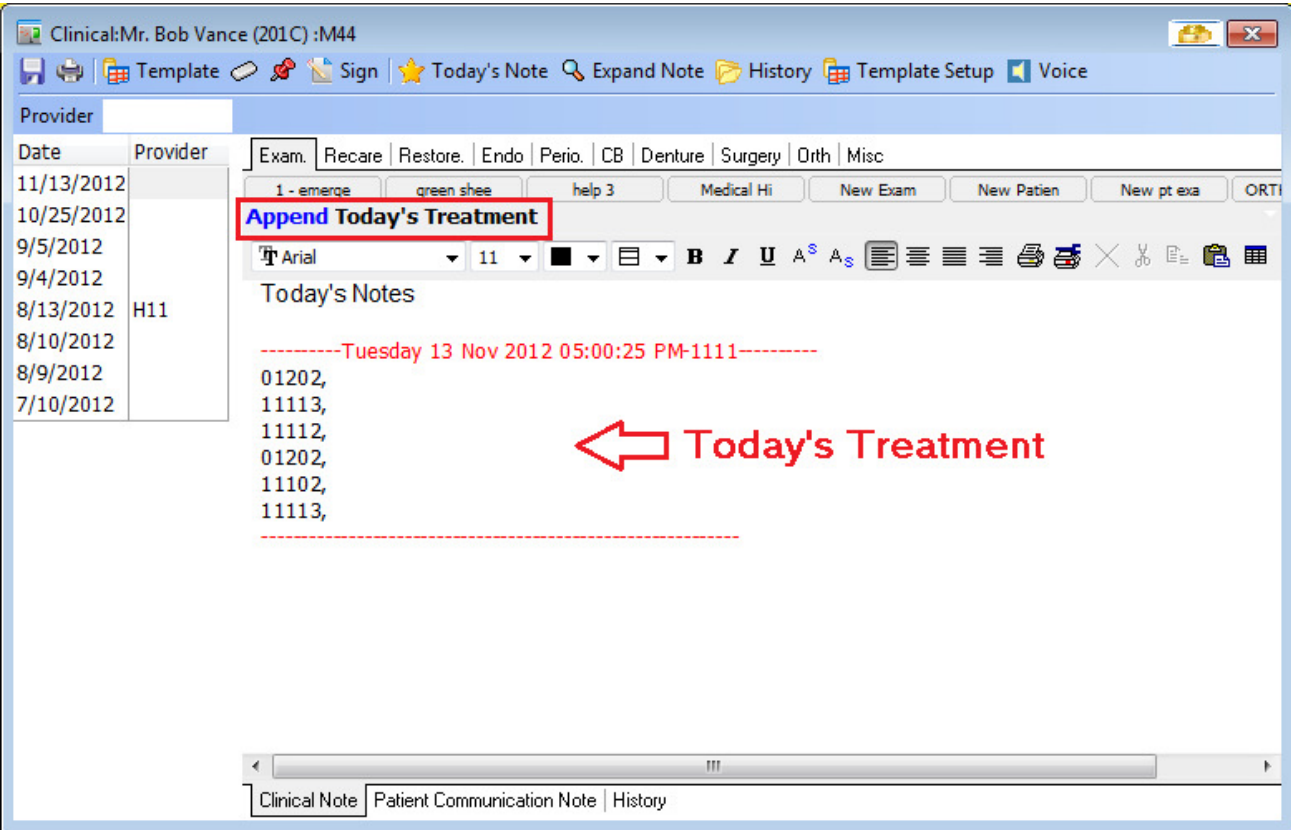 Clinical:Mr. Bob Vance (201C) :M44
Template Sign Today's Note Expand Note History Template Setup Voice
Provider
Date Provider
11/13/2012
10/25/2012
9/5/2012
9/4/2012
8/13/2012 H11
8/10/2012
8/9/2012
7/10/2012
Exam. Recare Restore. Endo Perio. CB Denture Surgery Orth Misc
1 - emerge green shee help 3 Medical Hi New Exam New Patien New pt exa ORTH
Append Today's Treatment
Arial 11 B I U A S A S
Today's Notes
----------Tuesday 13 Nov 2012 05:00:25 PM-1111----------
01202,
11113,
11112,
01202,
11102,
11113,
------------------------------------------------------------
Today's Treatment
Clinical Note Patient Communication Note History